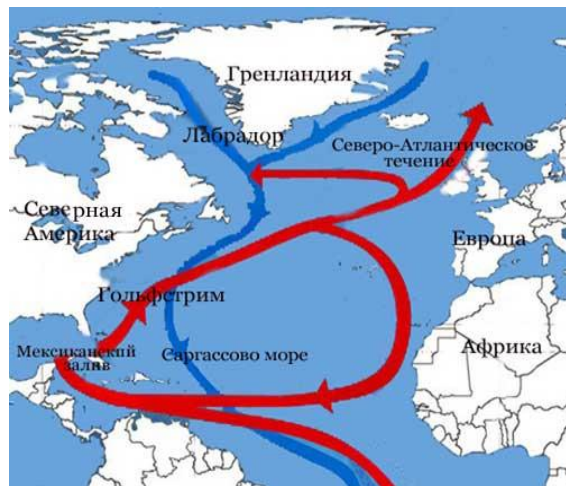 Гренландия
Лабрадор
Северо-Атлантическое
течение
Северная
Америка
Европа
Гольфстрим
Мексиканский
залив
Саргассово море
Африка